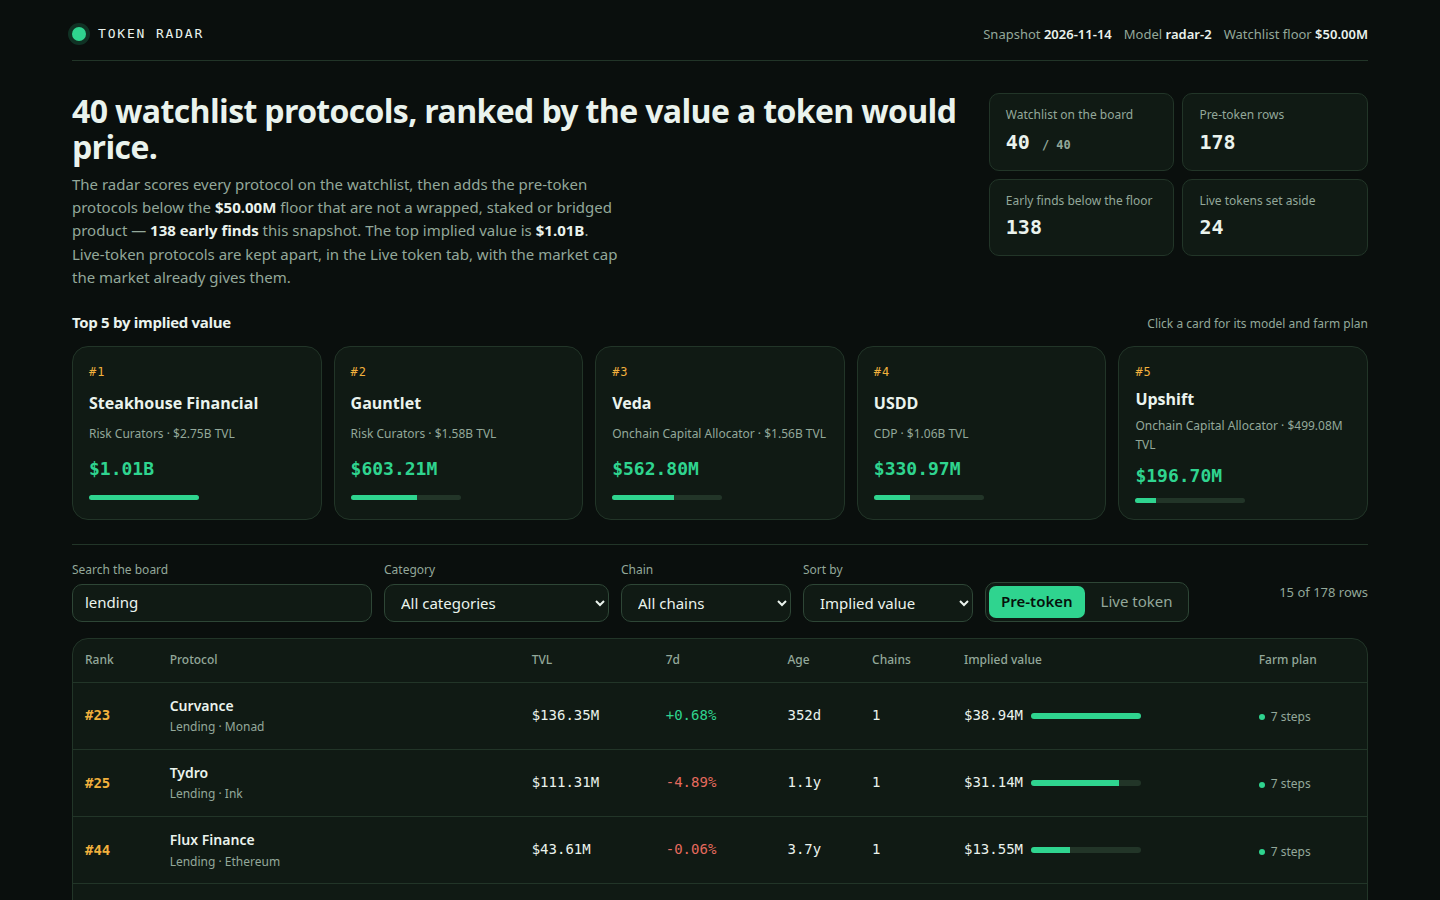 TOKEN RADAR
Snapshot 2026-11-14 Model radar-2 Watchlist floor $50.00M
40 watchlist protocols, ranked by the value a token would
price.
The radar scores every protocol on the watchlist, then adds the pre-token
protocols below the $50.00M floor that are not a wrapped, staked or bridged
product — 138 early finds this snapshot. The top implied value is $1.01B.
Live-token protocols are kept apart, in the Live token tab, with the market cap
the market already gives them.
Watchlist on the board
40 / 40
Pre-token rows
178
Early finds below the floor
138
Live tokens set aside
24
Top 5 by implied value
Click a card for its model and farm plan
#1
Steakhouse Financial
Risk Curators · $2.75B TVL
$1.01B
#2
Gauntlet
Risk Curators · $1.58B TVL
$603.21M
#3
Veda
Onchain Capital Allocator · $1.56B TVL
$562.80M
#4
USDD
CDP · $1.06B TVL
$330.97M
#5
Upshift
Onchain Capital Allocator · $499.08M
TVL
$196.70M
Search the board
lending
Category
All categories
Chain
All chains
Sort by
Implied value
Pre-token Live token
15 of 178 rows
Rank Protocol TVL 7d Age Chains Implied value Farm plan
#23 Curvance $136.35M +0.68% 352d 1 $38.94M 7 steps
Lending · Monad
#25 Tydro $111.31M -4.89% 1.1y 1 $31.14M 7 steps
Lending · Ink
#44 Flux Finance $43.61M -0.06% 3.7y 1 $13.55M 7 steps
Lending · Ethereum